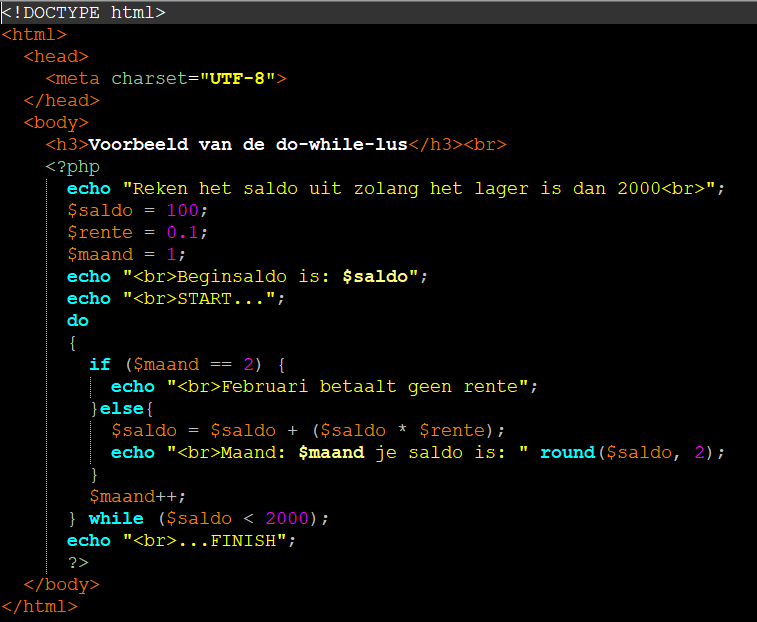 <!DOCTYPE html>
<html>
  <head>
    <meta charset="UTF-8">
  </head>
  <body>
    <h3>Voorbeeld van de do-while-lus</h3><br>
    <?php
      echo "Reken het saldo uit zolang het lager is dan 2000<br>";
      $saldo = 100;
      $rente = 0.1;
      $maand = 1;
      echo "<br>Beginsaldo is: $saldo";
      echo "<br>START...";
      do
      {
        if ($maand == 2) {
          echo "<br>Februari betaalt geen rente";
        }else{
          $saldo = $saldo + ($saldo * $rente);
          echo "<br>Maand: $maand je saldo is: " round($saldo, 2);
        }
        $maand++;
      } while ($saldo < 2000);
      echo "<br>...FINISH";
      ?>
  </body>
</html>